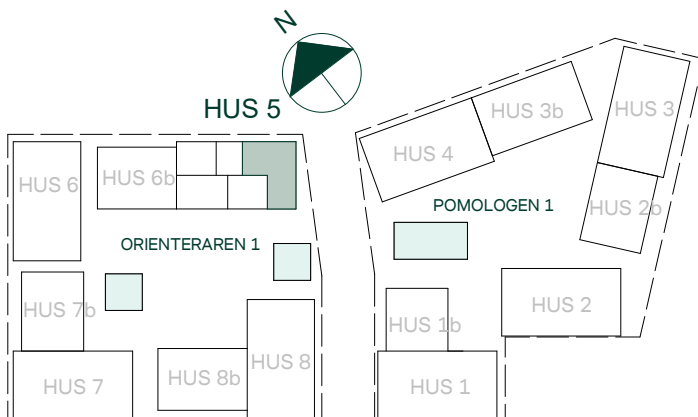 N
HUS 5
HUS 3b
HUS 3
HUS 4
HUS 6
HUS 6b
POMOLOGEN 1
HUS 2b
ORIENTERAREN 1
HUS 7b
HUS 2
HUS 1b
HUS 8
HUS 8b
HUS 7
HUS 1